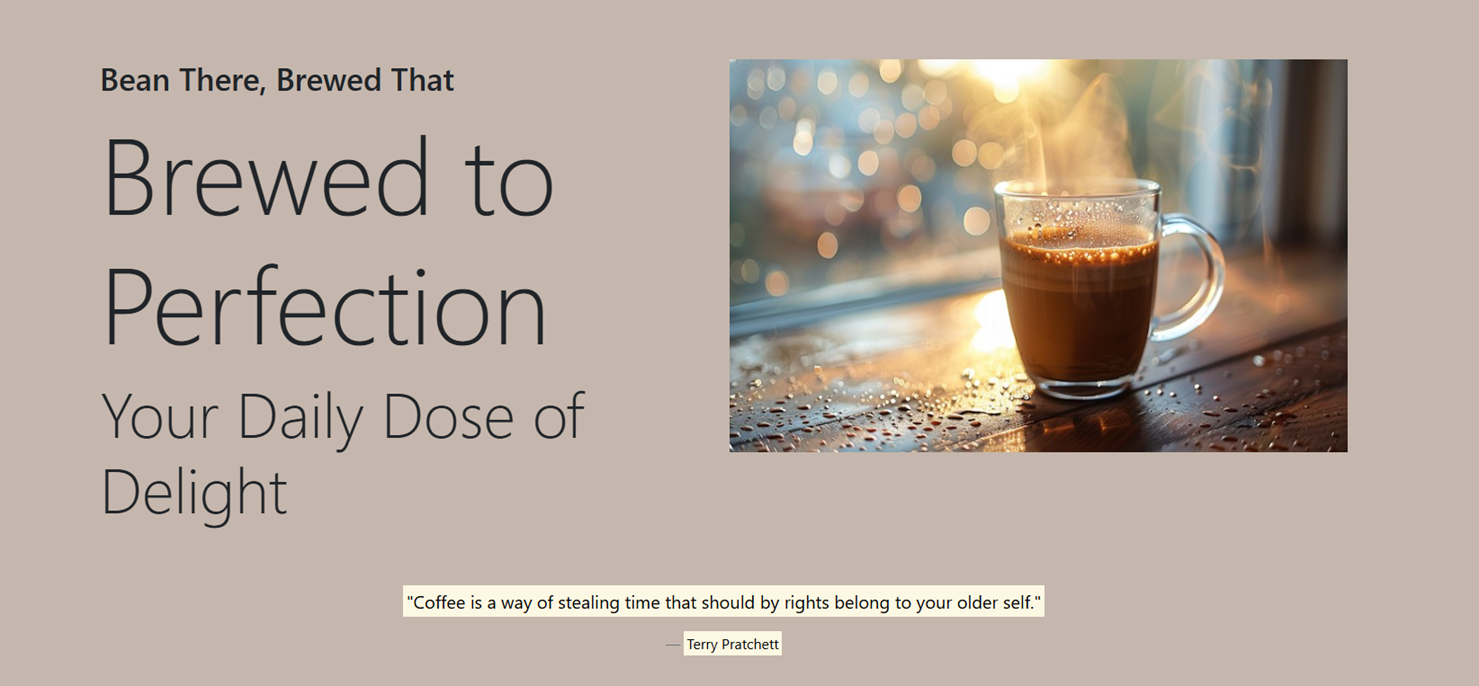 Bean There, Brewed That
Brewed to
Perfection
Your Daily Dose of
Delight
"Coffee is a way of stealing time that should by rights belong to your older self."
— Terry Pratchett